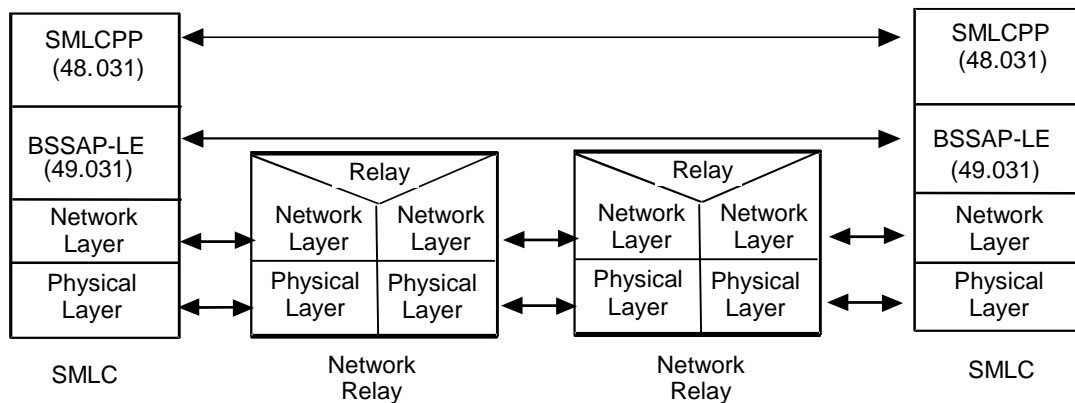 SMLCPP
(48.031)
BSSAP-LE
(49.031)
Network
Layer
Physical
Layer
SMLC
Relay
Network
Layer
Network
Layer
Physical
Layer
Physical
Layer
Network
Relay
Relay
Network
Layer
Network
Layer
Physical
Layer
Physical
Layer
Network
Relay
SMLCPP
(48.031)
BSSAP-LE
(49.031)
Network
Layer
Physical
Layer
SMLC